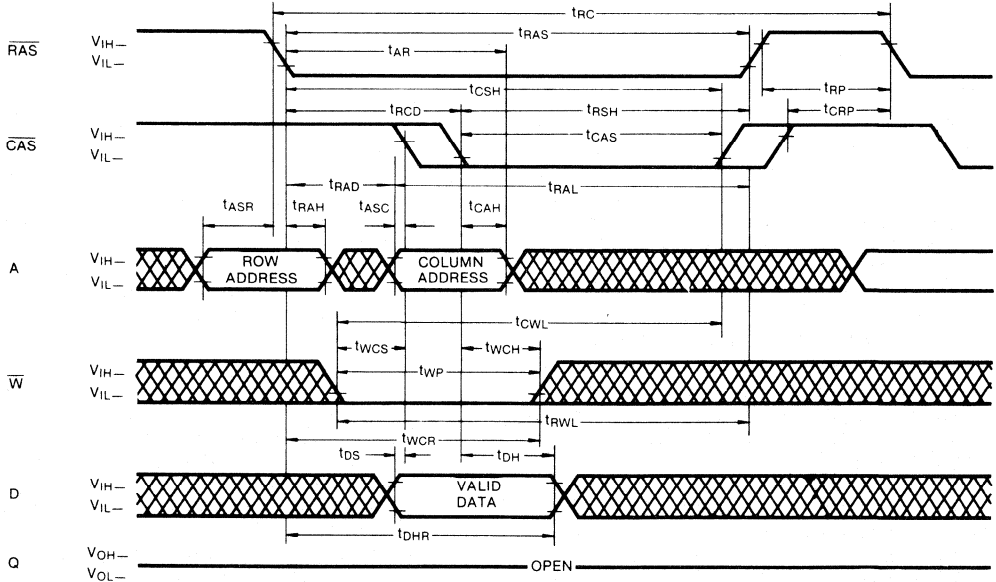 tRC
RAS
VIH—
VIL—
tRAS
tAR
tCSH
tRP
tRCD
tRSH
tCRP
CAS
VIH—
VIL—
tCAS
tRAD
tRAL
tASR
tRAH
tASC
tCAH
A
VIH—
VIL—
ROW
ADDRESS
COLUMN
ADDRESS
tCWL
tWCS
tWCH
W
VIH—
VIL—
tWP
tRWL
tWCR
tDS
tDH
D
VIH—
VIL—
VALID
DATA
tDHR
Q
VOH—
VOL—
OPEN